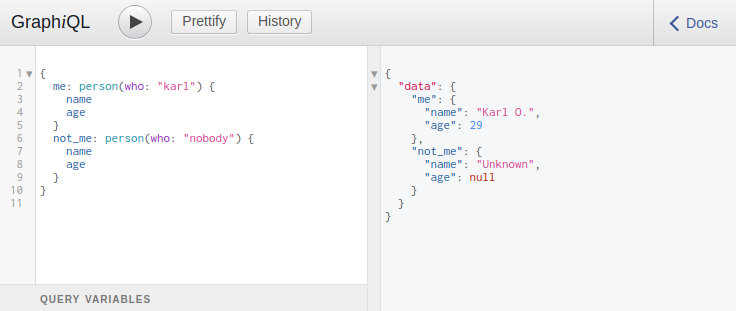 GraphiQL Prettify History Docs
1 {
2 me: person(who: "karl") {
3 name
4 age
5 }
6 not_me: person(who: "nobody") {
7 name
8 age
9 }
10 }
11
{
"data": {
"me": {
"name": "Karl O.",
"age": 29
},
"not_me": {
"name": "Unknown",
"age": null
}
}
}
QUERY VARIABLES